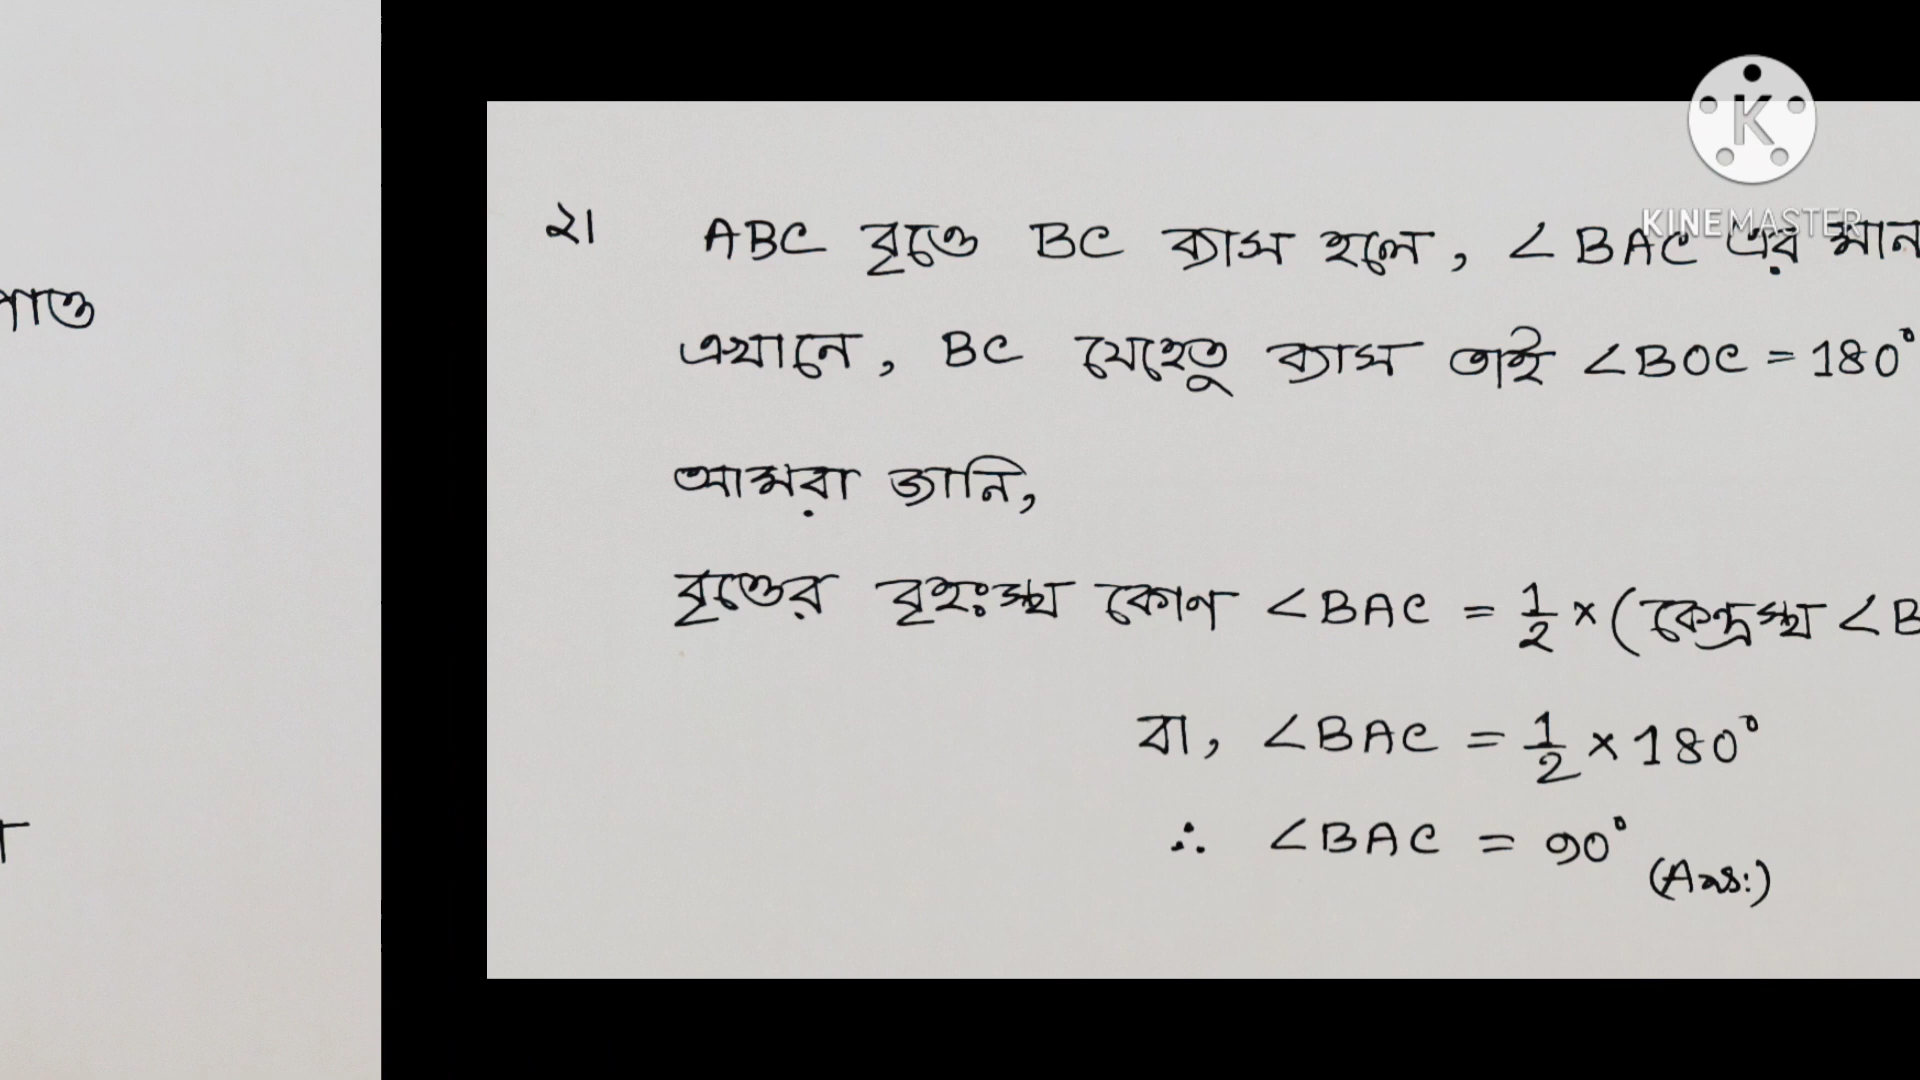 পাত্ত
K
KINEMASTER
২। ABC বৃত্তে BC ব্যাস হলে, ∠BAC এর মান
এখানে, BC যেহেতু ব্যাস তাই ∠BOC = 180°
আমরা জানি,
বৃত্তের বৃহঃস্থ কোণ ∠BAC = 1/2 × (কেন্দ্রস্থ ∠B
বা, ∠BAC = 1/2 × 180°
∴ ∠BAC = 90°
(Ans:)